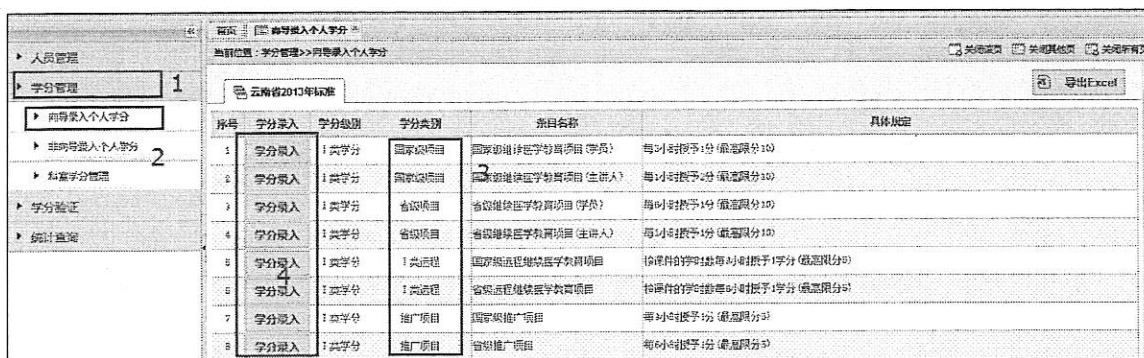 首页 向导录入个人学分
当前位置：学分管理>>向导录入个人学分 关闭该页 关闭其他页 关闭所有页
人员管理
学分管理 1
向导录入个人学分
非向导录入个人学分
2
科室学分管理
学分验证
统计查询
云南省2013年标准 导出Excel
序号 学分录入 学分级别 学分类别 条目名称 具体规定
1 学分录入 I类学分 国家级项目 国家级继续医学教育项目(学员) 每3小时授予1分(最高限分10)
3
2 学分录入 I类学分 国家级项目 国家级继续医学教育项目(主讲人) 每1小时授予2分(最高限分10)
3 学分录入 I类学分 省级项目 省级继续医学教育项目(学员) 每6小时授予1分(最高限分10)
4 学分录入 I类学分 省级项目 省级继续医学教育项目(主讲人) 每1小时授予1分(最高限分10)
5 学分录入 I类学分 I类远程 国家级远程继续医学教育项目 按课件的学时数每3小时授予1学分(最高限分5)
4
6 学分录入 I类学分 I类远程 省级远程继续医学教育项目 按课件的学时数每6小时授予1学分(最高限分5)
7 学分录入 I类学分 推广项目 国家级推广项目 每3小时授予1分(最高限分5)
8 学分录入 I类学分 推广项目 省级推广项目 每6小时授予1分(最高限分5)